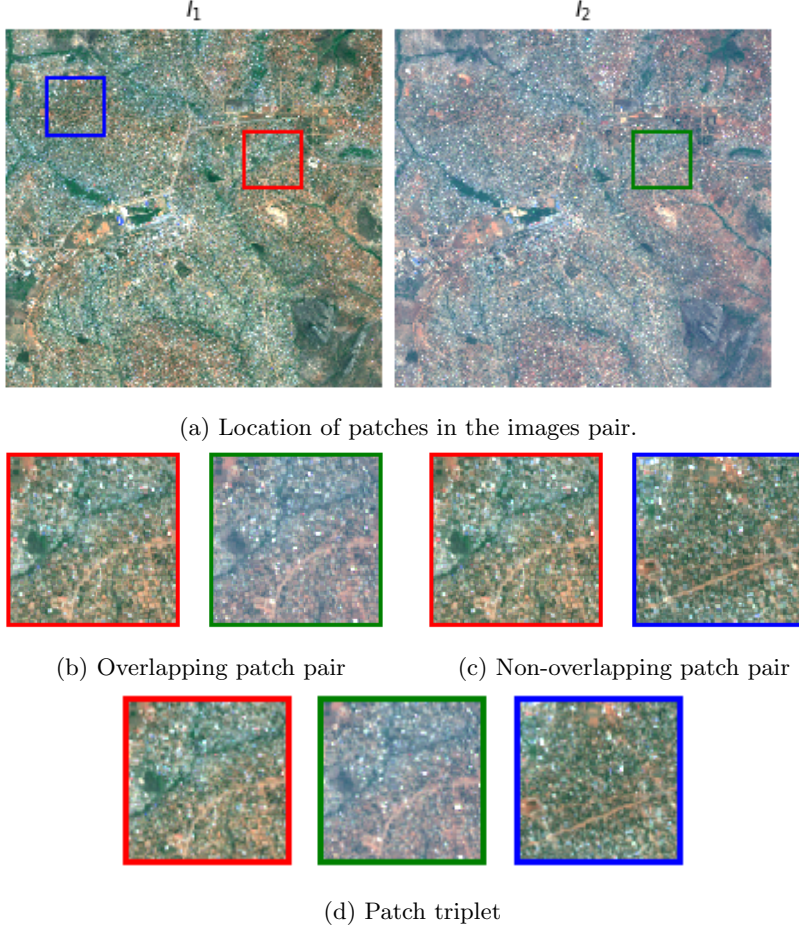 I₁ I₂
(a) Location of patches in the images pair.
(b) Overlapping patch pair (c) Non-overlapping patch pair
(d) Patch triplet